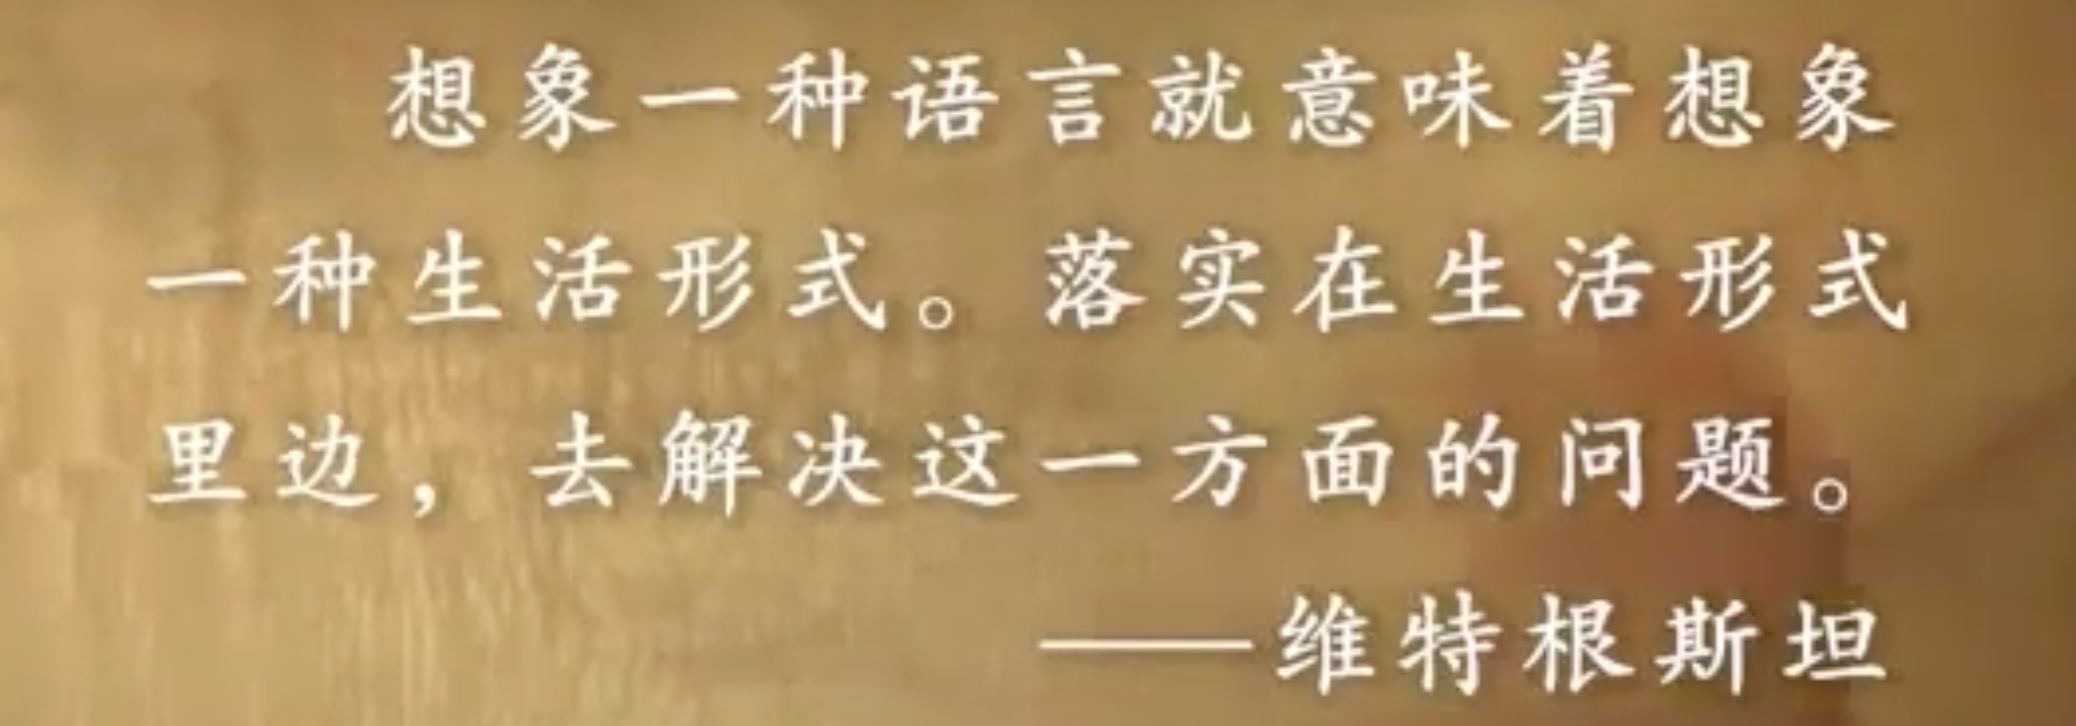 想象一种语言就意味着想象
一种生活形式。落实在生活形式
里边，去解决这一方面的问题。
——维特根斯坦